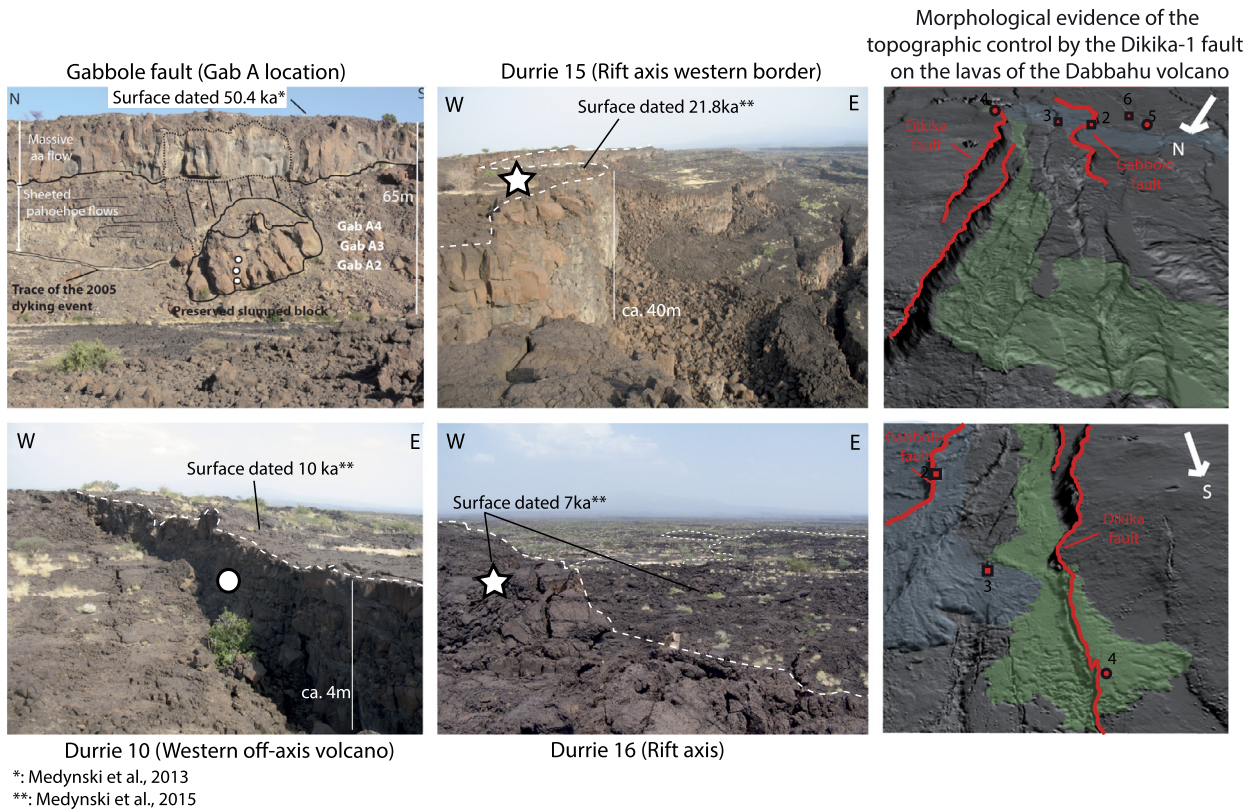 Morphological evidence of the
topographic control by the Dikika-1 fault
on the lavas of the Dabbahu volcano
Gabbole fault (Gab A location)
N
S
Surface dated 50.4 ka*
Massive
aa flow
Sheeted
pahoehoe flows
65m
Gab A4
Gab A3
Gab A2
Trace of the 2005
dyking event
Preserved slumped block
Durrie 15 (Rift axis western border)
W
E
Surface dated 21.8ka**
ca. 40m
4
3
2
6
5
Dikika
fault
Gabbole
fault
N
W
E
Surface dated 10 ka**
ca. 4m
Durrie 10 (Western off-axis volcano)
W
E
Surface dated 7ka**
Durrie 16 (Rift axis)
Gabbole
fault
2
3
Dikika
fault
4
S
*: Medynski et al., 2013
**: Medynski et al., 2015